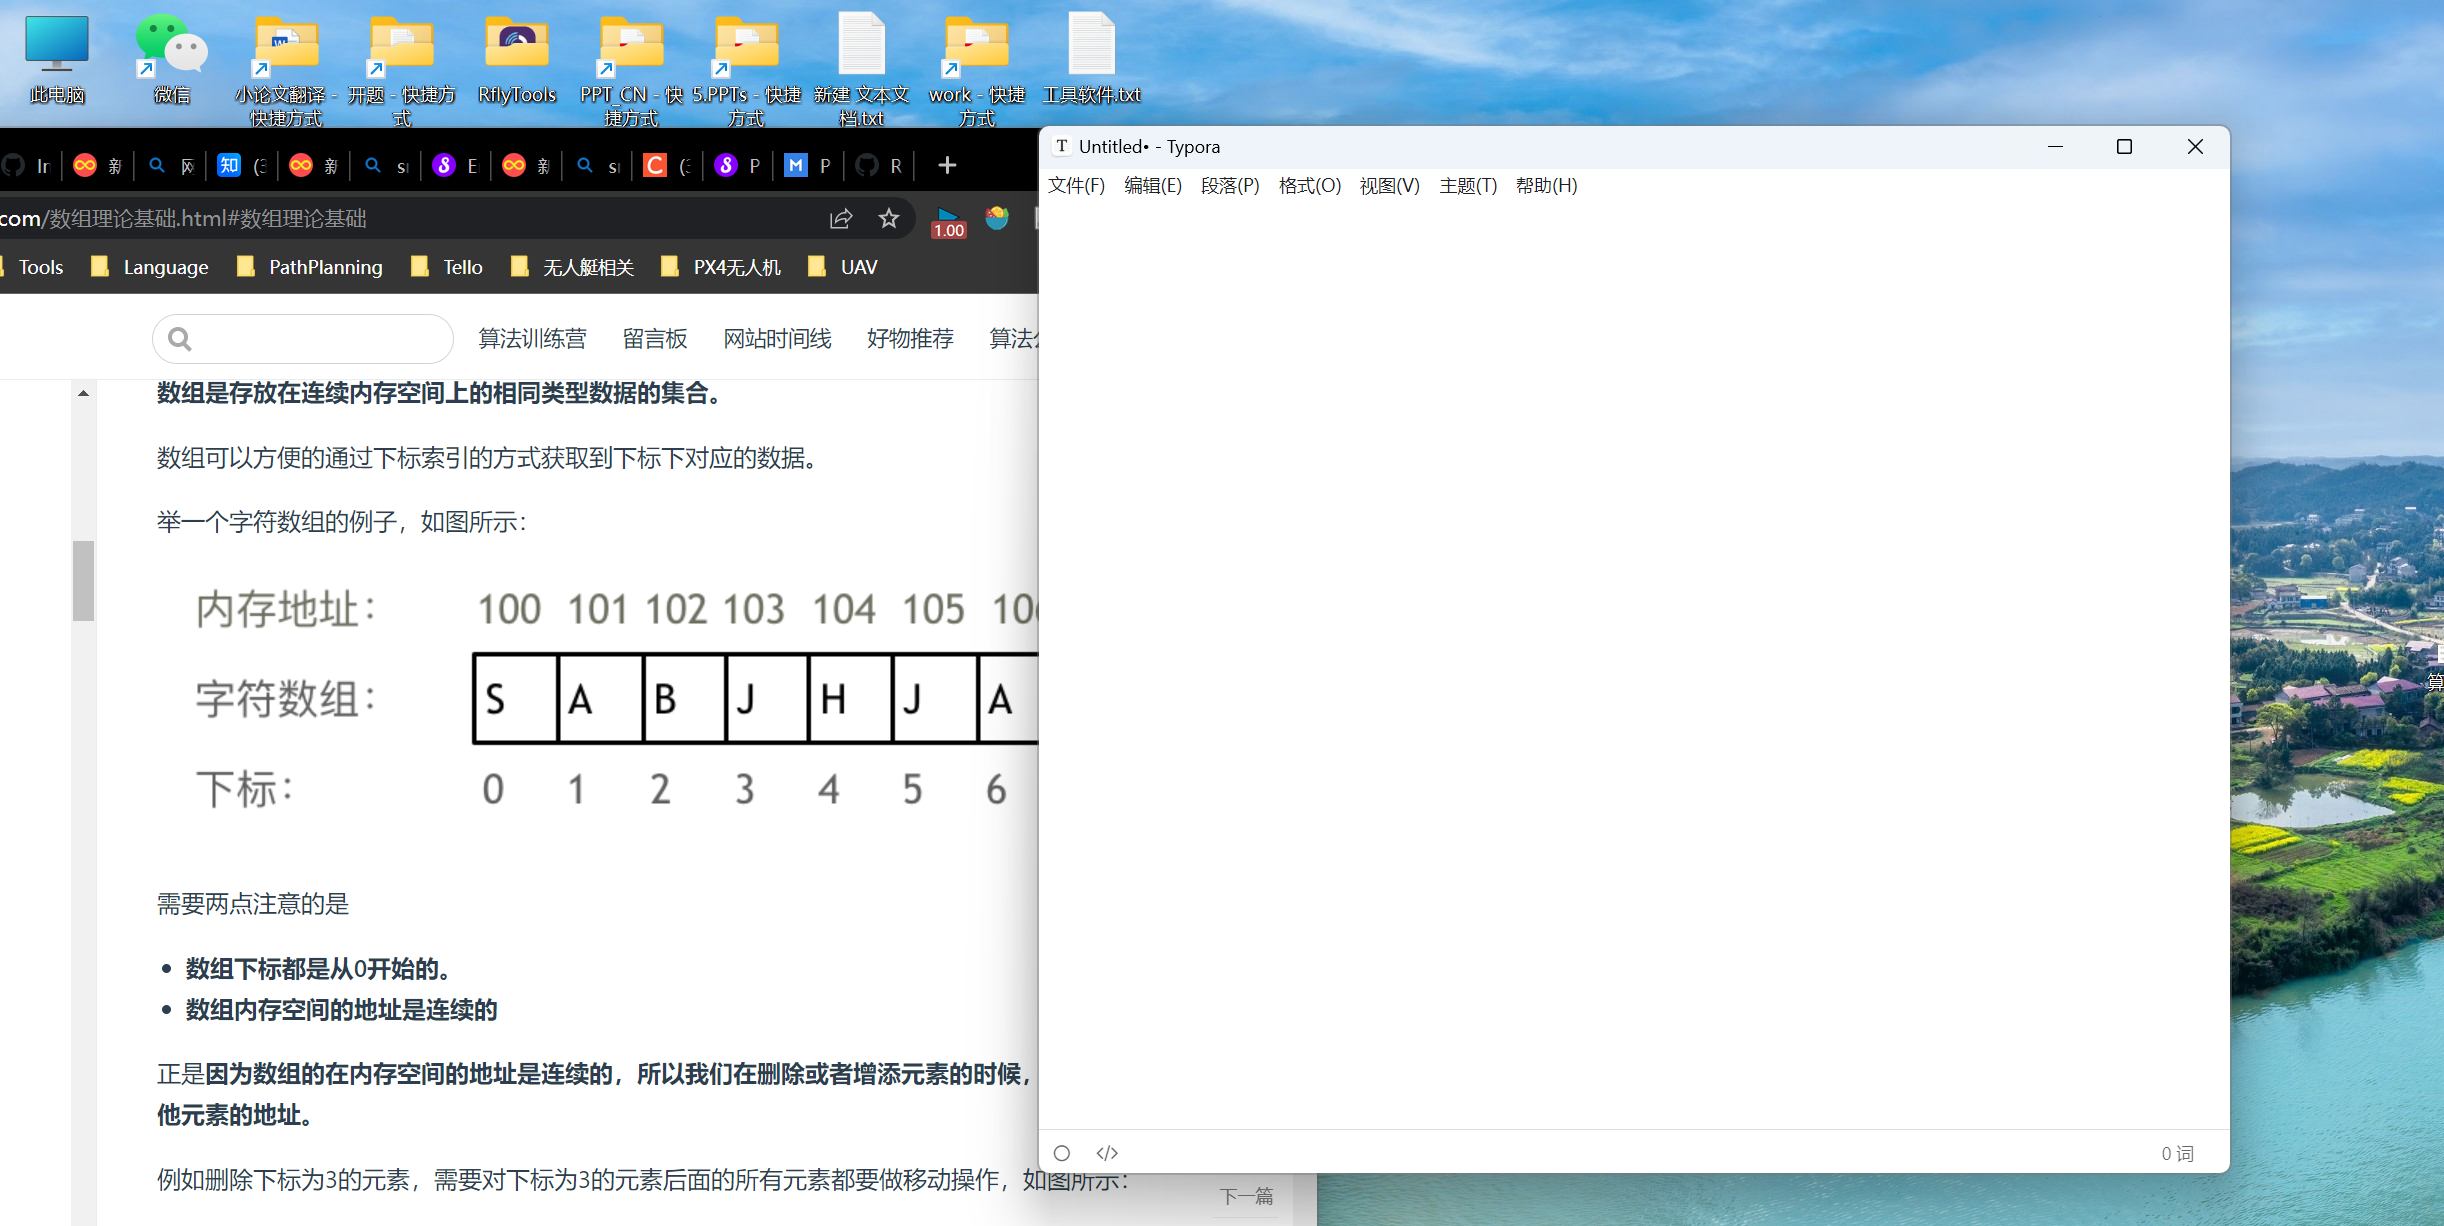 此电脑
微信
小论文翻译 -
快捷方式
开题 - 快捷方
式
RflyTools
PPT_CN - 快
捷方式
5.PPTs - 快捷
方式
新建 文本文
档.txt
work - 快捷
方式
工具软件.txt
In
新
网
知 (3
新
sr
E
新
sr
C (3
P
M P
R
com/数组理论基础.html#数组理论基础
1.00
Tools Language PathPlanning Tello 无人艇相关 PX4无人机 UAV
算法训练营 留言板 网站时间线 好物推荐 算法公
数组是存放在连续内存空间上的相同类型数据的集合。
数组可以方便的通过下标索引的方式获取到下标下对应的数据。
举一个字符数组的例子，如图所示：
内存地址： 100 101 102 103 104 105 106
字符数组： S A B J H J A
下标： 0 1 2 3 4 5 6
需要两点注意的是
数组下标都是从0开始的。
数组内存空间的地址是连续的
正是因为数组的在内存空间的地址是连续的，所以我们在删除或者增添元素的时候，
他元素的地址。
例如删除下标为3的元素，需要对下标为3的元素后面的所有元素都要做移动操作，如图所示：
下一篇
T Untitled• - Typora
文件(F) 编辑(E) 段落(P) 格式(O) 视图(V) 主题(T) 帮助(H)
</> 0 词
算